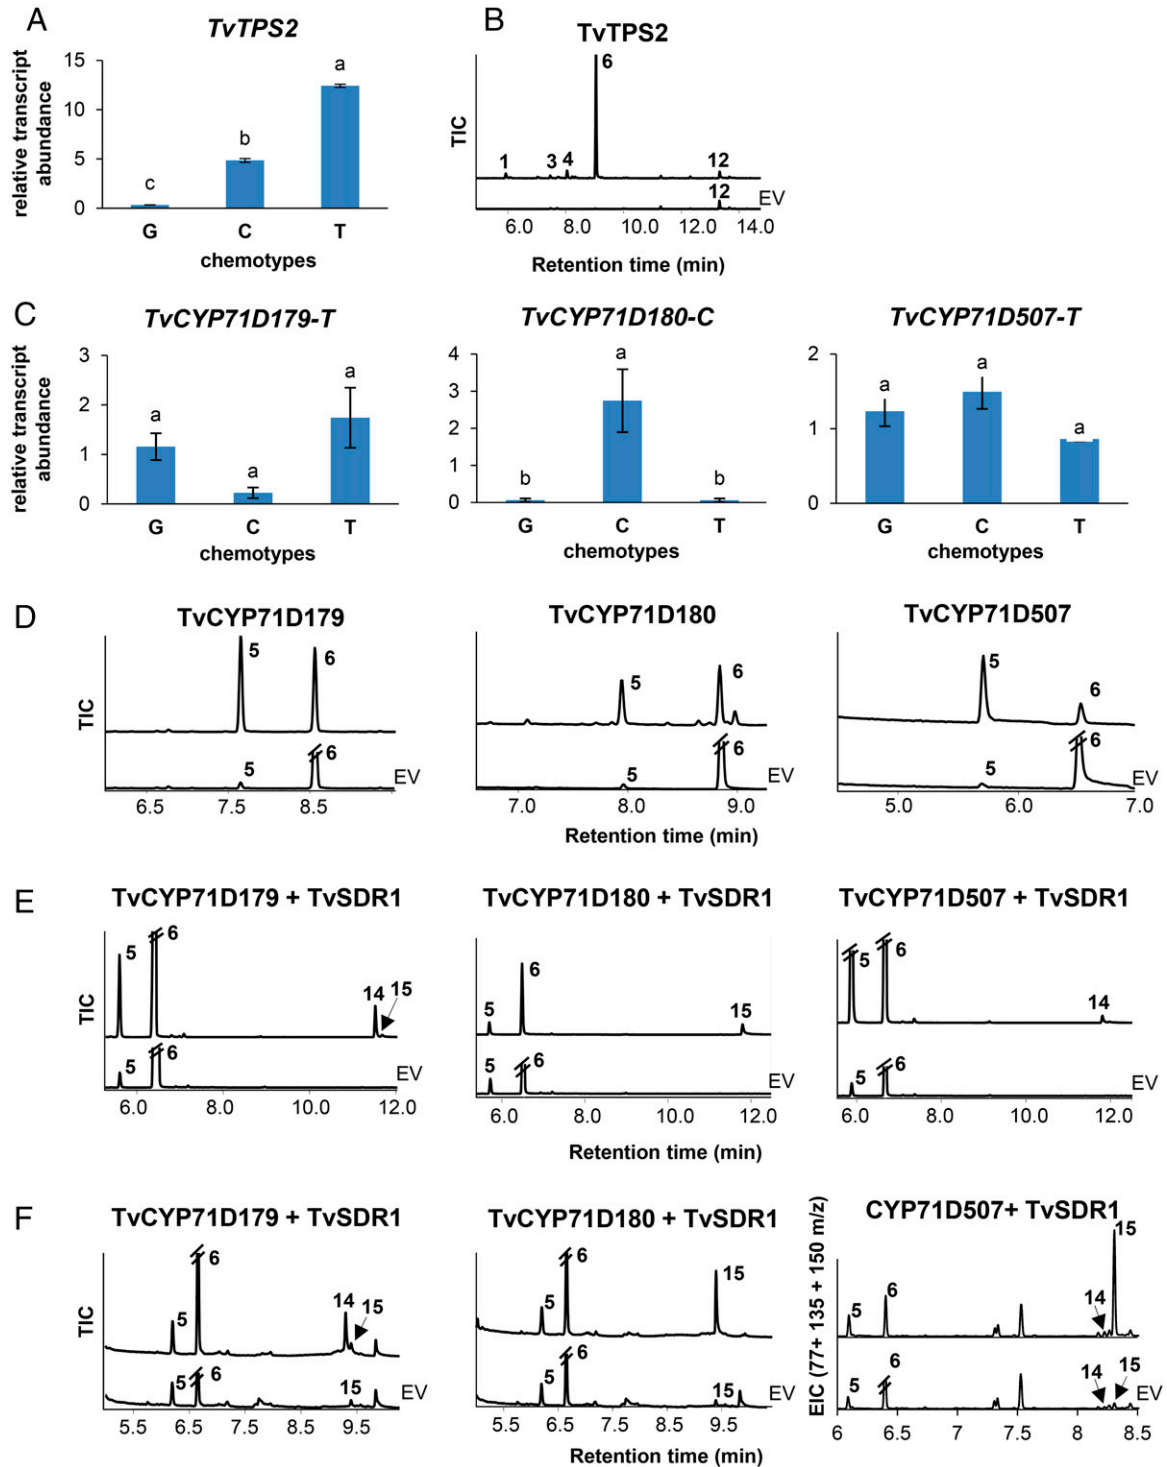 A
TvTPS2
relative transcript
abundance
15
10
5
0
c
b
a
G C T
chemotypes
B
TvTPS2
TIC
6
1 3 4 12
12 EV
6.0 8.0 10.0 12.0 14.0
Retention time (min)
C
TvCYP71D179-T
relative transcript
abundance
3
2
1
0
a a a
G C T
chemotypes
TvCYP71D180-C
4
3
2
1
0
b a b
G C T
chemotypes
TvCYP71D507-T
2
1
0
a a a
G C T
chemotypes
D
TvCYP71D179
TIC
5 6
5 6 EV
6.5 7.5 8.5
TvCYP71D180
5 6
5 6 EV
7.0 8.0 9.0
Retention time (min)
TvCYP71D507
5 6
5 6 EV
5.0 6.0 7.0
E
TvCYP71D179 + TvSDR1
TIC
5 6 14 15
5 6 EV
6.0 8.0 10.0 12.0
TvCYP71D180 + TvSDR1
5 6 15
5 6 EV
6.0 8.0 10.0 12.0
Retention time (min)
TvCYP71D507 + TvSDR1
5 6 14
5 6 EV
6.0 8.0 10.0 12.0
F
TvCYP71D179 + TvSDR1
TIC
5 6 14 15
5 6 15 EV
5.5 6.5 7.5 8.5 9.5
TvCYP71D180 + TvSDR1
5 6 15
5 6 15 EV
5.5 6.5 7.5 8.5 9.5
Retention time (min)
CYP71D507+ TvSDR1
EIC (77+ 135 + 150 m/z)
5 6 14 15
5 6 14 15 EV
6 6.5 7 7.5 8 8.5